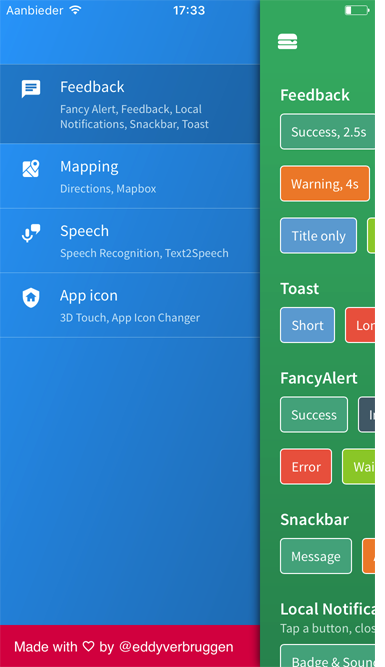 Aanbieder 17:33
Feedback
Fancy Alert, Feedback, Local
Notifications, Snackbar, Toast
Mapping
Directions, Mapbox
Speech
Speech Recognition, Text2Speech
App icon
3D Touch, App Icon Changer
Made with ♡ by @eddyverbruggen
Feedback
Success, 2.5s
Warning, 4s
Title only
Toast
Short Lon
FancyAlert
Success
Error Wai
Snackbar
Message
Local Notifica
Tap a button, clos
Badge & Sound